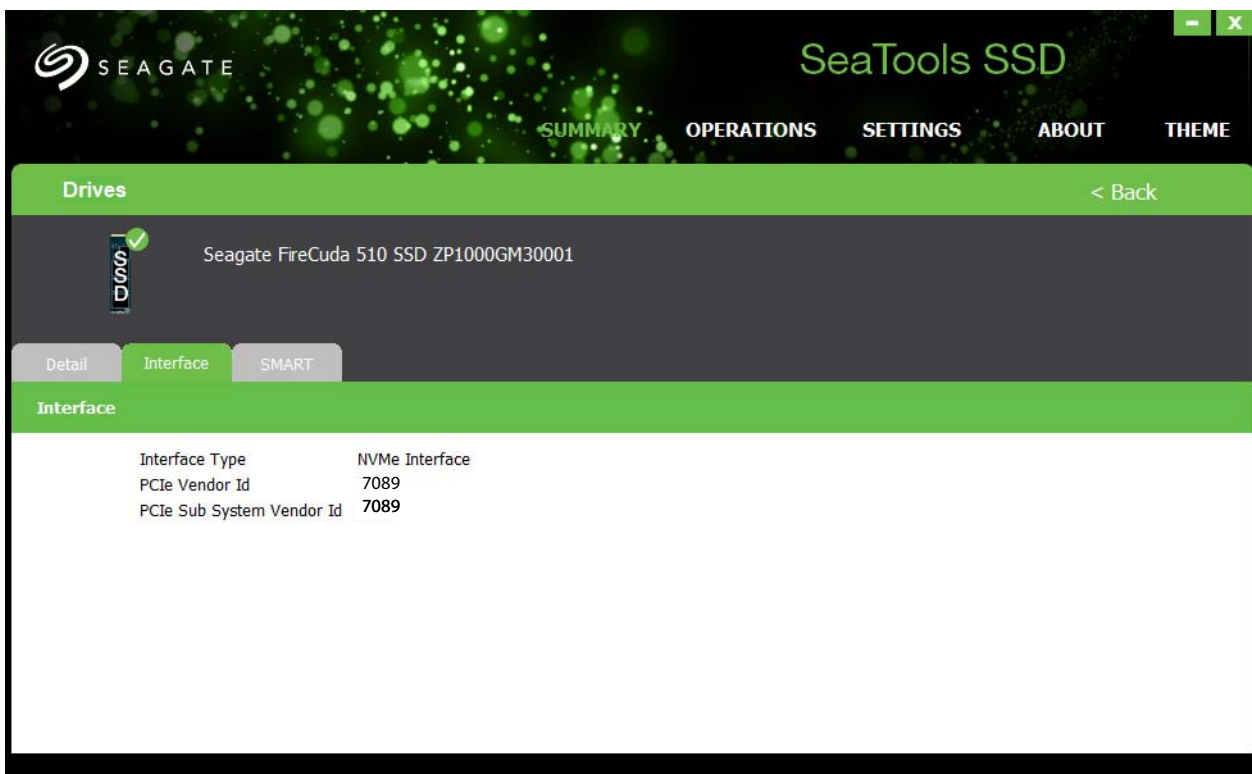 - X
SEAGATE
SeaTools SSD
SUMMARY OPERATIONS SETTINGS ABOUT THEME
Drives < Back
SSD Seagate FireCuda 510 SSD ZP1000GM30001
Detail Interface SMART
Interface
Interface Type NVMe Interface
PCIe Vendor Id 7089
PCIe Sub System Vendor Id 7089